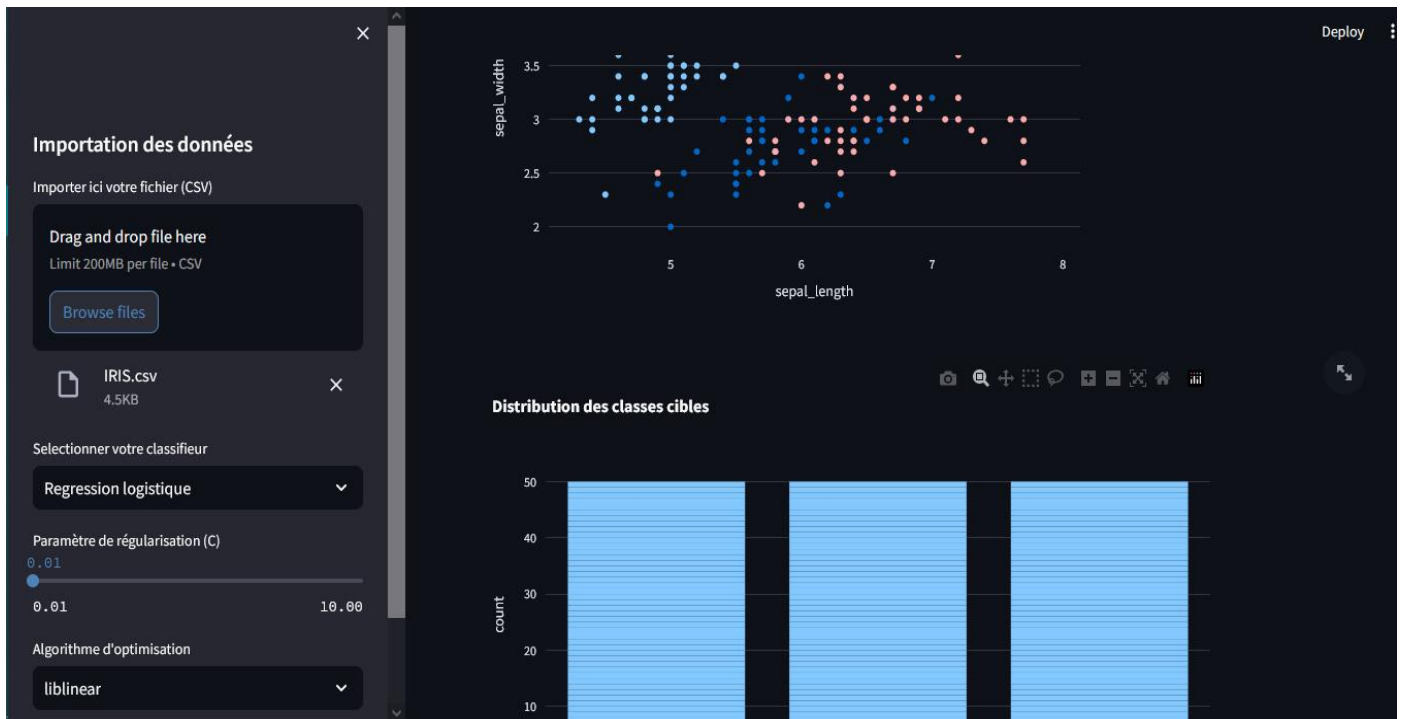 Importation des données
Importer ici votre fichier (CSV)
Drag and drop file here
Limit 200MB per file • CSV
Browse files
IRIS.csv
4.5KB
Selectionner votre classifieur
Regression logistique
Paramètre de régularisation (C)
0.01
0.01 10.00
Algorithme d'optimisation
liblinear
Deploy
sepal_width
3.5
3
2.5
2
5 6 7 8
sepal_length
Distribution des classes cibles
count
50
40
30
20
10